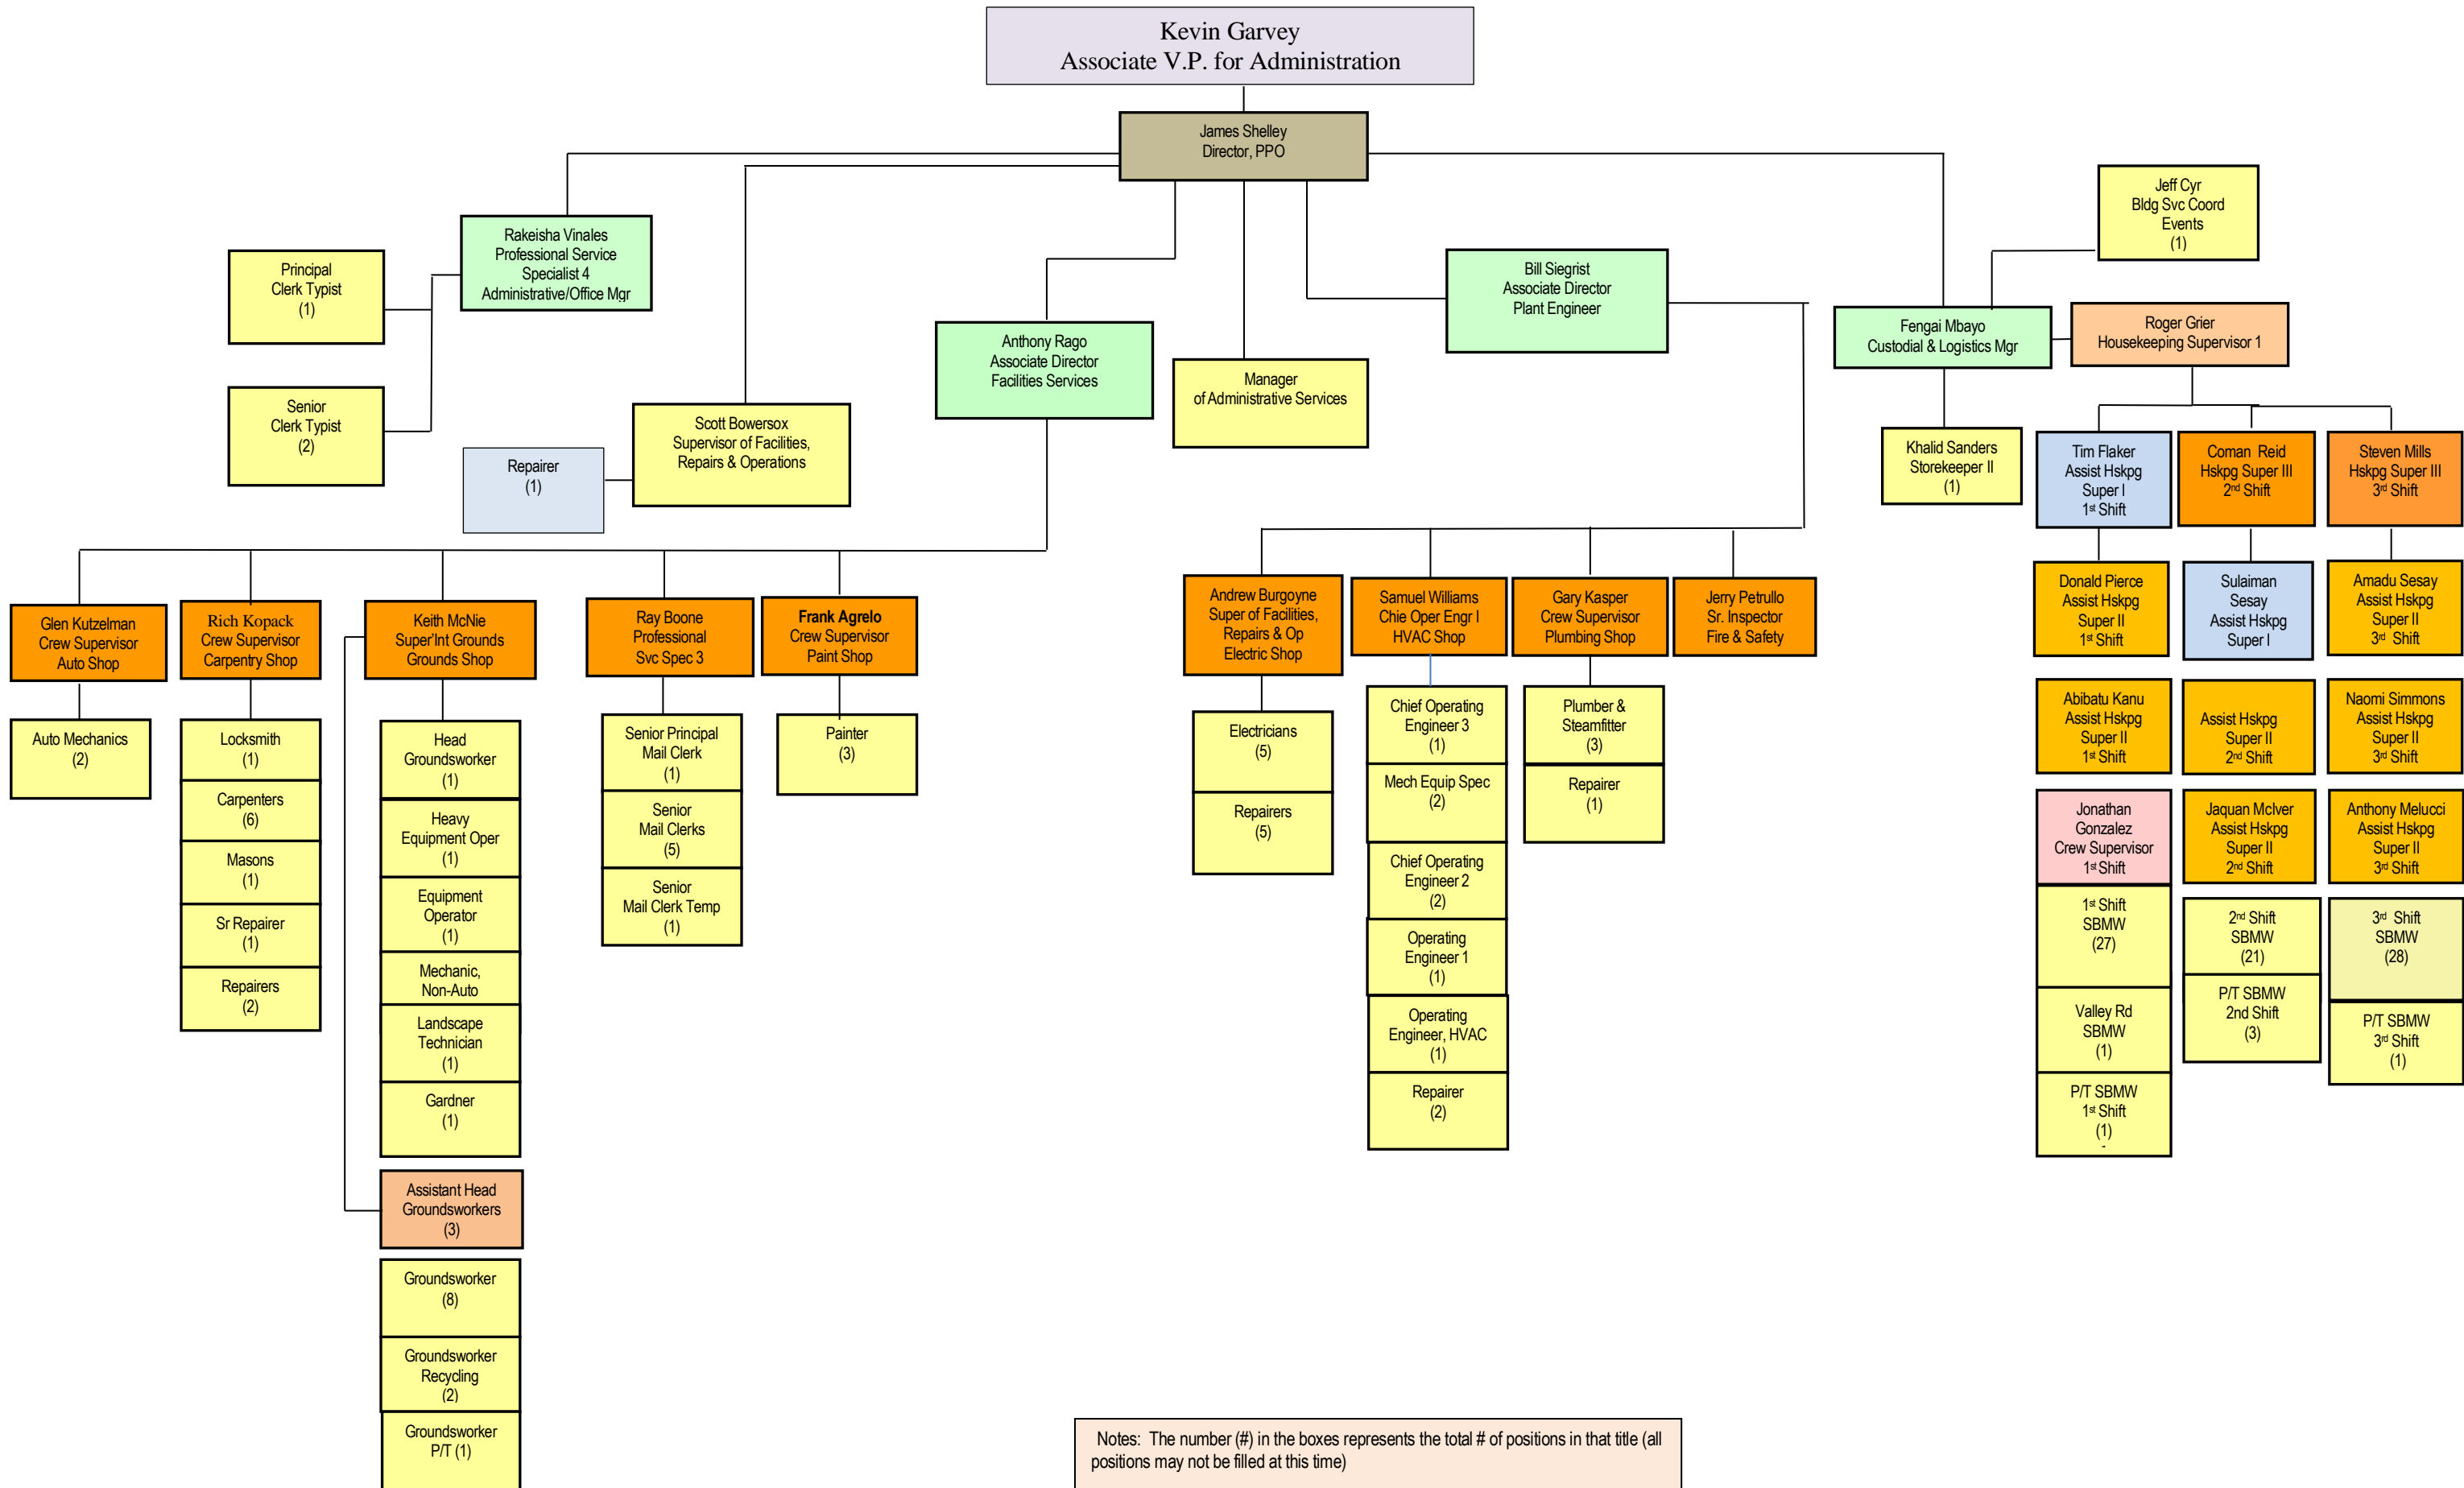 Kevin Garvey
Associate V.P. for Administration
James Shelley
Director, PPO
Rakeisha Vinales
Professional Service
Specialist 4
Administrative/Office Mgr
Principal
Clerk Typist
(1)
Senior
Clerk Typist
(2)
Scott Bowersox
Supervisor of Facilities,
Repairs & Operations
Repairer
(1)
Anthony Rago
Associate Director
Facilities Services
Manager
of Administrative Services
Bill Siegrist
Associate Director
Plant Engineer
Jeff Cyr
Bldg Svc Coord
Events
(1)
Fengai Mbayo
Custodial & Logistics Mgr
Roger Grier
Housekeeping Supervisor 1
Khalid Sanders
Storekeeper II
(1)
Glen Kutzelman
Crew Supervisor
Auto Shop
Auto Mechanics
(2)
Rich Kopack
Crew Supervisor
Carpentry Shop
Locksmith
(1)
Carpenters
(6)
Masons
(1)
Sr Repairer
(1)
Repairers
(2)
Keith McNie
Super'Int Grounds
Grounds Shop
Head
Groundsworker
(1)
Heavy
Equipment Oper
(1)
Equipment
Operator
(1)
Mechanic,
Non-Auto
Landscape
Technician
(1)
Gardner
(1)
Assistant Head
Groundsworkers
(3)
Groundsworker
(8)
Groundsworker
Recycling
(2)
Groundsworker
P/T (1)
Ray Boone
Professional
Svc Spec 3
Senior Principal
Mail Clerk
(1)
Senior
Mail Clerks
(5)
Senior
Mail Clerk Temp
(1)
Frank Agrelo
Crew Supervisor
Paint Shop
Painter
(3)
Andrew Burgoyne
Super of Facilities,
Repairs & Op
Electric Shop
Electricians
(5)
Repairers
(5)
Samuel Williams
Chie Oper Engr I
HVAC Shop
Chief Operating
Engineer 3
(1)
Mech Equip Spec
(2)
Chief Operating
Engineer 2
(2)
Operating
Engineer 1
(1)
Operating
Engineer, HVAC
(1)
Repairer
(2)
Gary Kasper
Crew Supervisor
Plumbing Shop
Plumber &
Steamfitter
(3)
Repairer
(1)
Jerry Petrullo
Sr. Inspector
Fire & Safety
Tim Flaker
Assist Hskpg
Super I
1st Shift
Donald Pierce
Assist Hskpg
Super II
1st Shift
Abibatu Kanu
Assist Hskpg
Super II
1st Shift
Jonathan
Gonzalez
Crew Supervisor
1st Shift
1st Shift
SBMW
(27)
Valley Rd
SBMW
(1)
P/T SBMW
1st Shift
(1)
-
Coman Reid
Hskpg Super III
2nd Shift
Sulaiman
Sesay
Assist Hskpg
Super I
Assist Hskpg
Super II
2nd Shift
Jaquan McIver
Assist Hskpg
Super II
2nd Shift
2nd Shift
SBMW
(21)
P/T SBMW
2nd Shift
(3)
Steven Mills
Hskpg Super III
3rd Shift
Amadu Sesay
Assist Hskpg
Super II
3rd Shift
Naomi Simmons
Assist Hskpg
Super II
3rd Shift
Anthony Melucci
Assist Hskpg
Super II
3rd Shift
3rd Shift
SBMW
(28)
P/T SBMW
3rd Shift
(1)
Notes: The number (#) in the boxes represents the total # of positions in that title (all
positions may not be filled at this time)